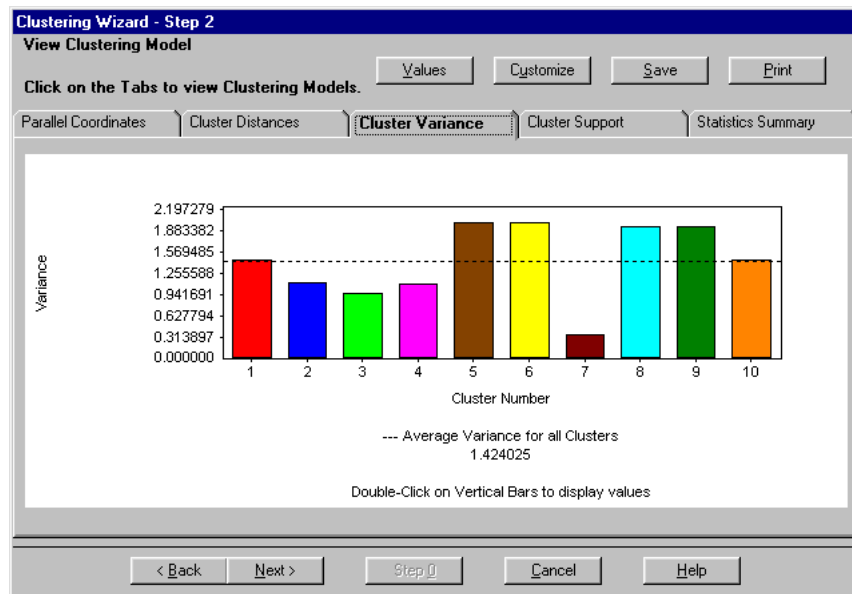 Clustering Wizard - Step 2
View Clustering Model
Values Customize Save Print
Click on the Tabs to view Clustering Models.
Parallel Coordinates Cluster Distances Cluster Variance Cluster Support Statistics Summary
2.197279
1.883382
1.569485
1.255588
0.941691
0.627794
0.313897
0.000000
Variance
1 2 3 4 5 6 7 8 9 10
Cluster Number
--- Average Variance for all Clusters
1.424025
Double-Click on Vertical Bars to display values
< Back Next > Step 0 Cancel Help